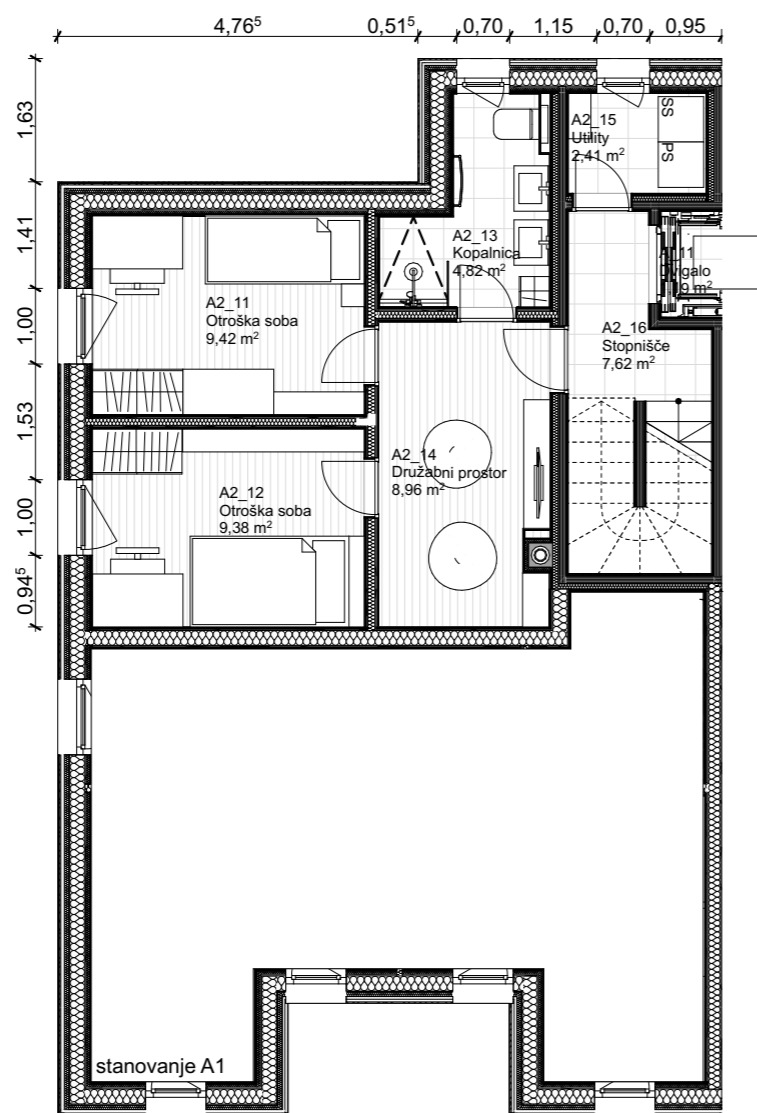 4,76⁵ 0,51⁵ 0,70 1,15 0,70 0,95
1,63
1,41
1,00
1,53
1,00
0,94⁵
A2_15
Utility
2,41 m²
SS
PS
A2_13
Kopalnica
4,82 m²
A2_11
Otroška soba
9,42 m²
A2_16
Stopnišče
7,62 m²
A2_14
Družabni prostor
8,96 m²
A2_12
Otroška soba
9,38 m²
stanovanje A1